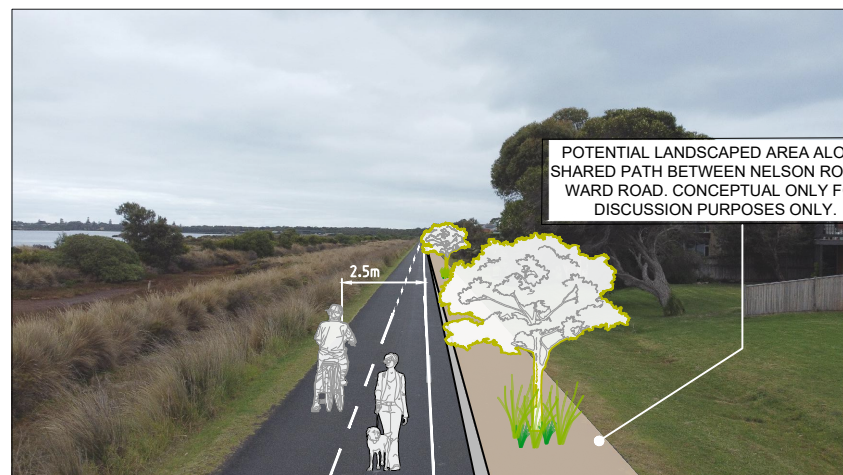 POTENTIAL LANDSCAPED AREA ALO
SHARED PATH BETWEEN NELSON RO
WARD ROAD. CONCEPTUAL ONLY F
DISCUSSION PURPOSES ONLY.
2.5m